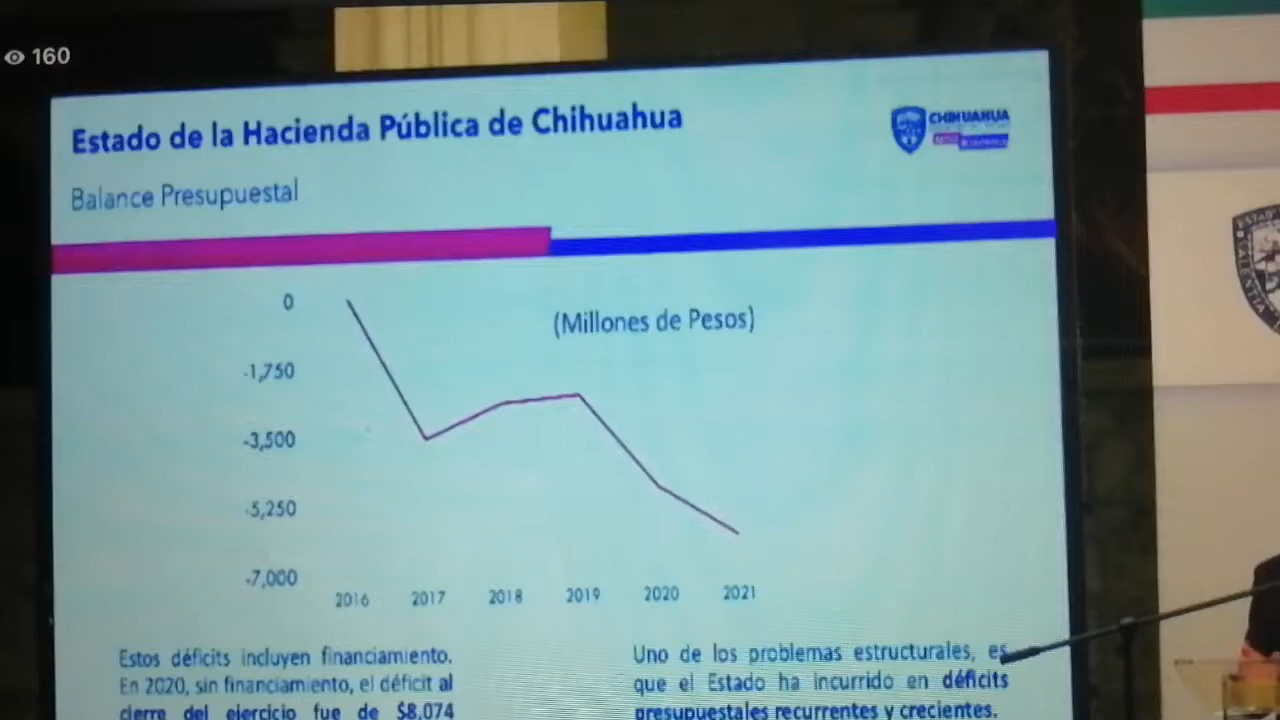 160
Estado de la Hacienda Pública de Chihuahua
CHIHUAHUA
Balance Presupuestal
(Millones de Pesos)
0
-1,750
-3,500
-5,250
-7,000
2016 2017 2018 2019 2020 2021
Estos déficits incluyen financiamiento.
En 2020, sin financiamiento, el déficit al
cierre del ejercicio fue de $8,074
Uno de los problemas estructurales, es
que el Estado ha incurrido en déficits
presupuestales recurrentes y crecientes.